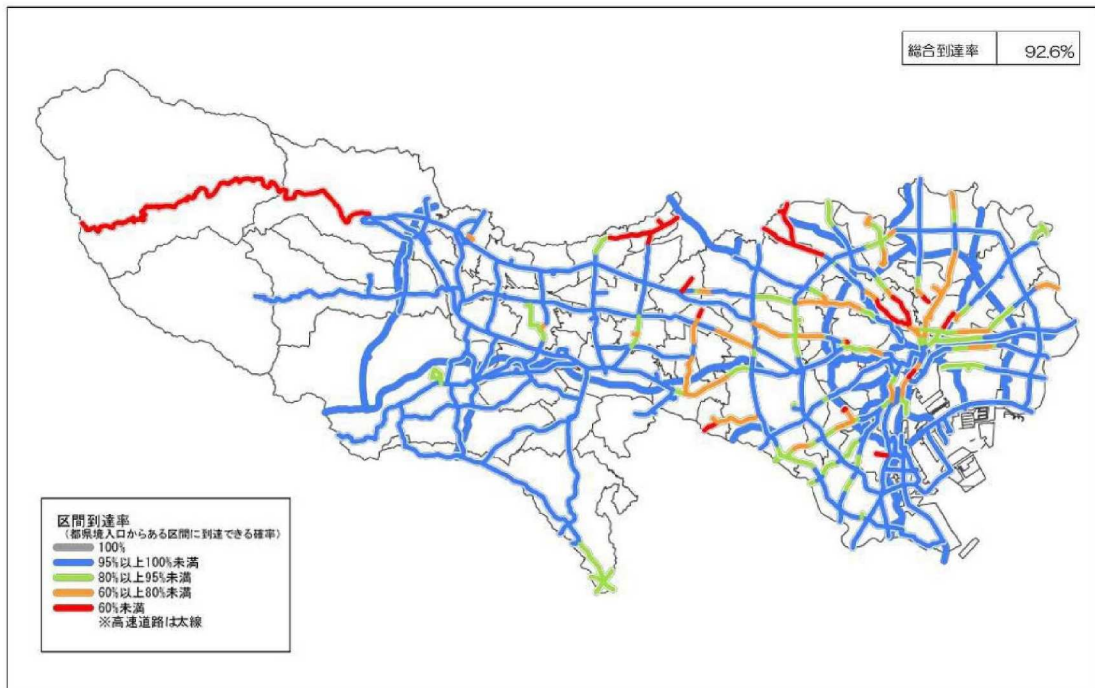 総合到達率 92.6%
区間到達率
（都県境入口からある区間に到達できる確率）
100%
95%以上100%未満
80%以上95%未満
60%以上80%未満
60%未満
※高速道路は太線